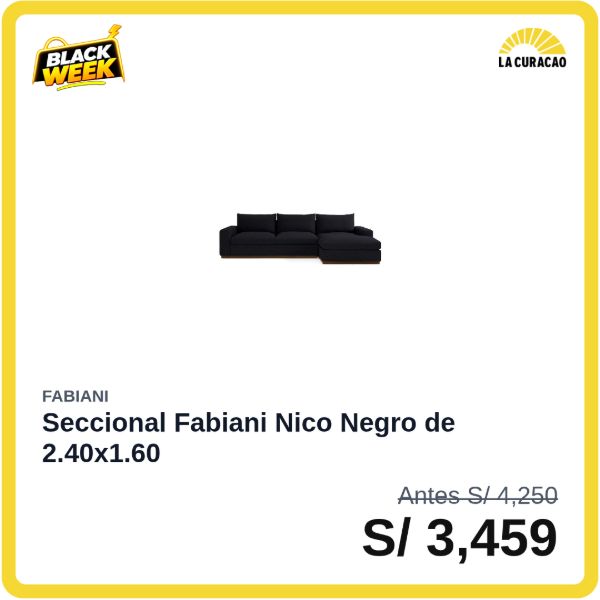 BLACK
WEEK
LA CURACAO
FABIANI
Seccional Fabiani Nico Negro de
2.40x1.60
Antes S/ 4,250
S/ 3,459